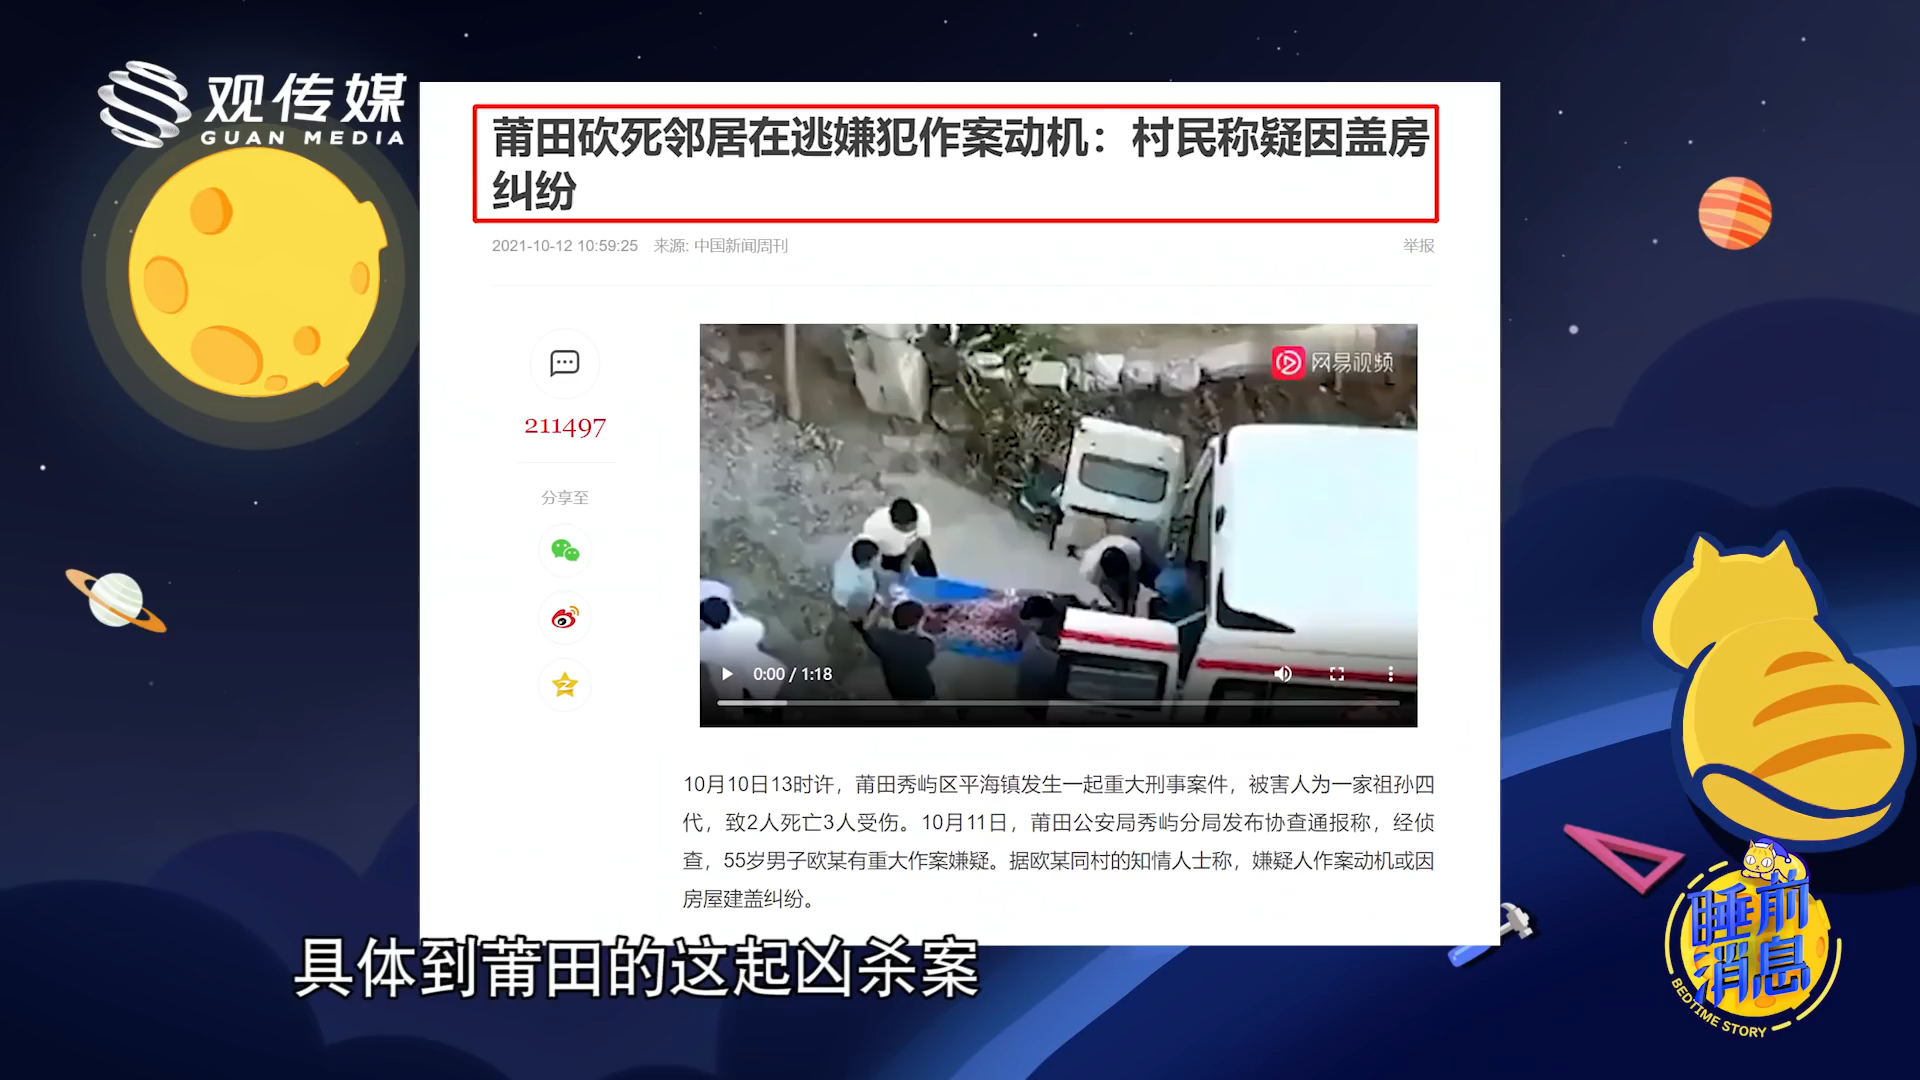 观传媒
GUAN MEDIA
莆田砍死邻居在逃嫌犯作案动机：村民称疑因盖房
纠纷
2021-10-12 10:59:25 来源: 中国新闻周刊
举报
网易视频
211497
分享至
0:00 / 1:18
10月10日13时许，莆田秀屿区平海镇发生一起重大刑事案件，被害人为一家祖孙四
代，致2人死亡3人受伤。10月11日，莆田公安局秀屿分局发布协查通报称，经侦
查，55岁男子欧某有重大作案嫌疑。据欧某同村的知情人士称，嫌疑人作案动机或因
房屋建盖纠纷。
具体到莆田的这起凶杀案
睡前
消息
BEDTIME STORY